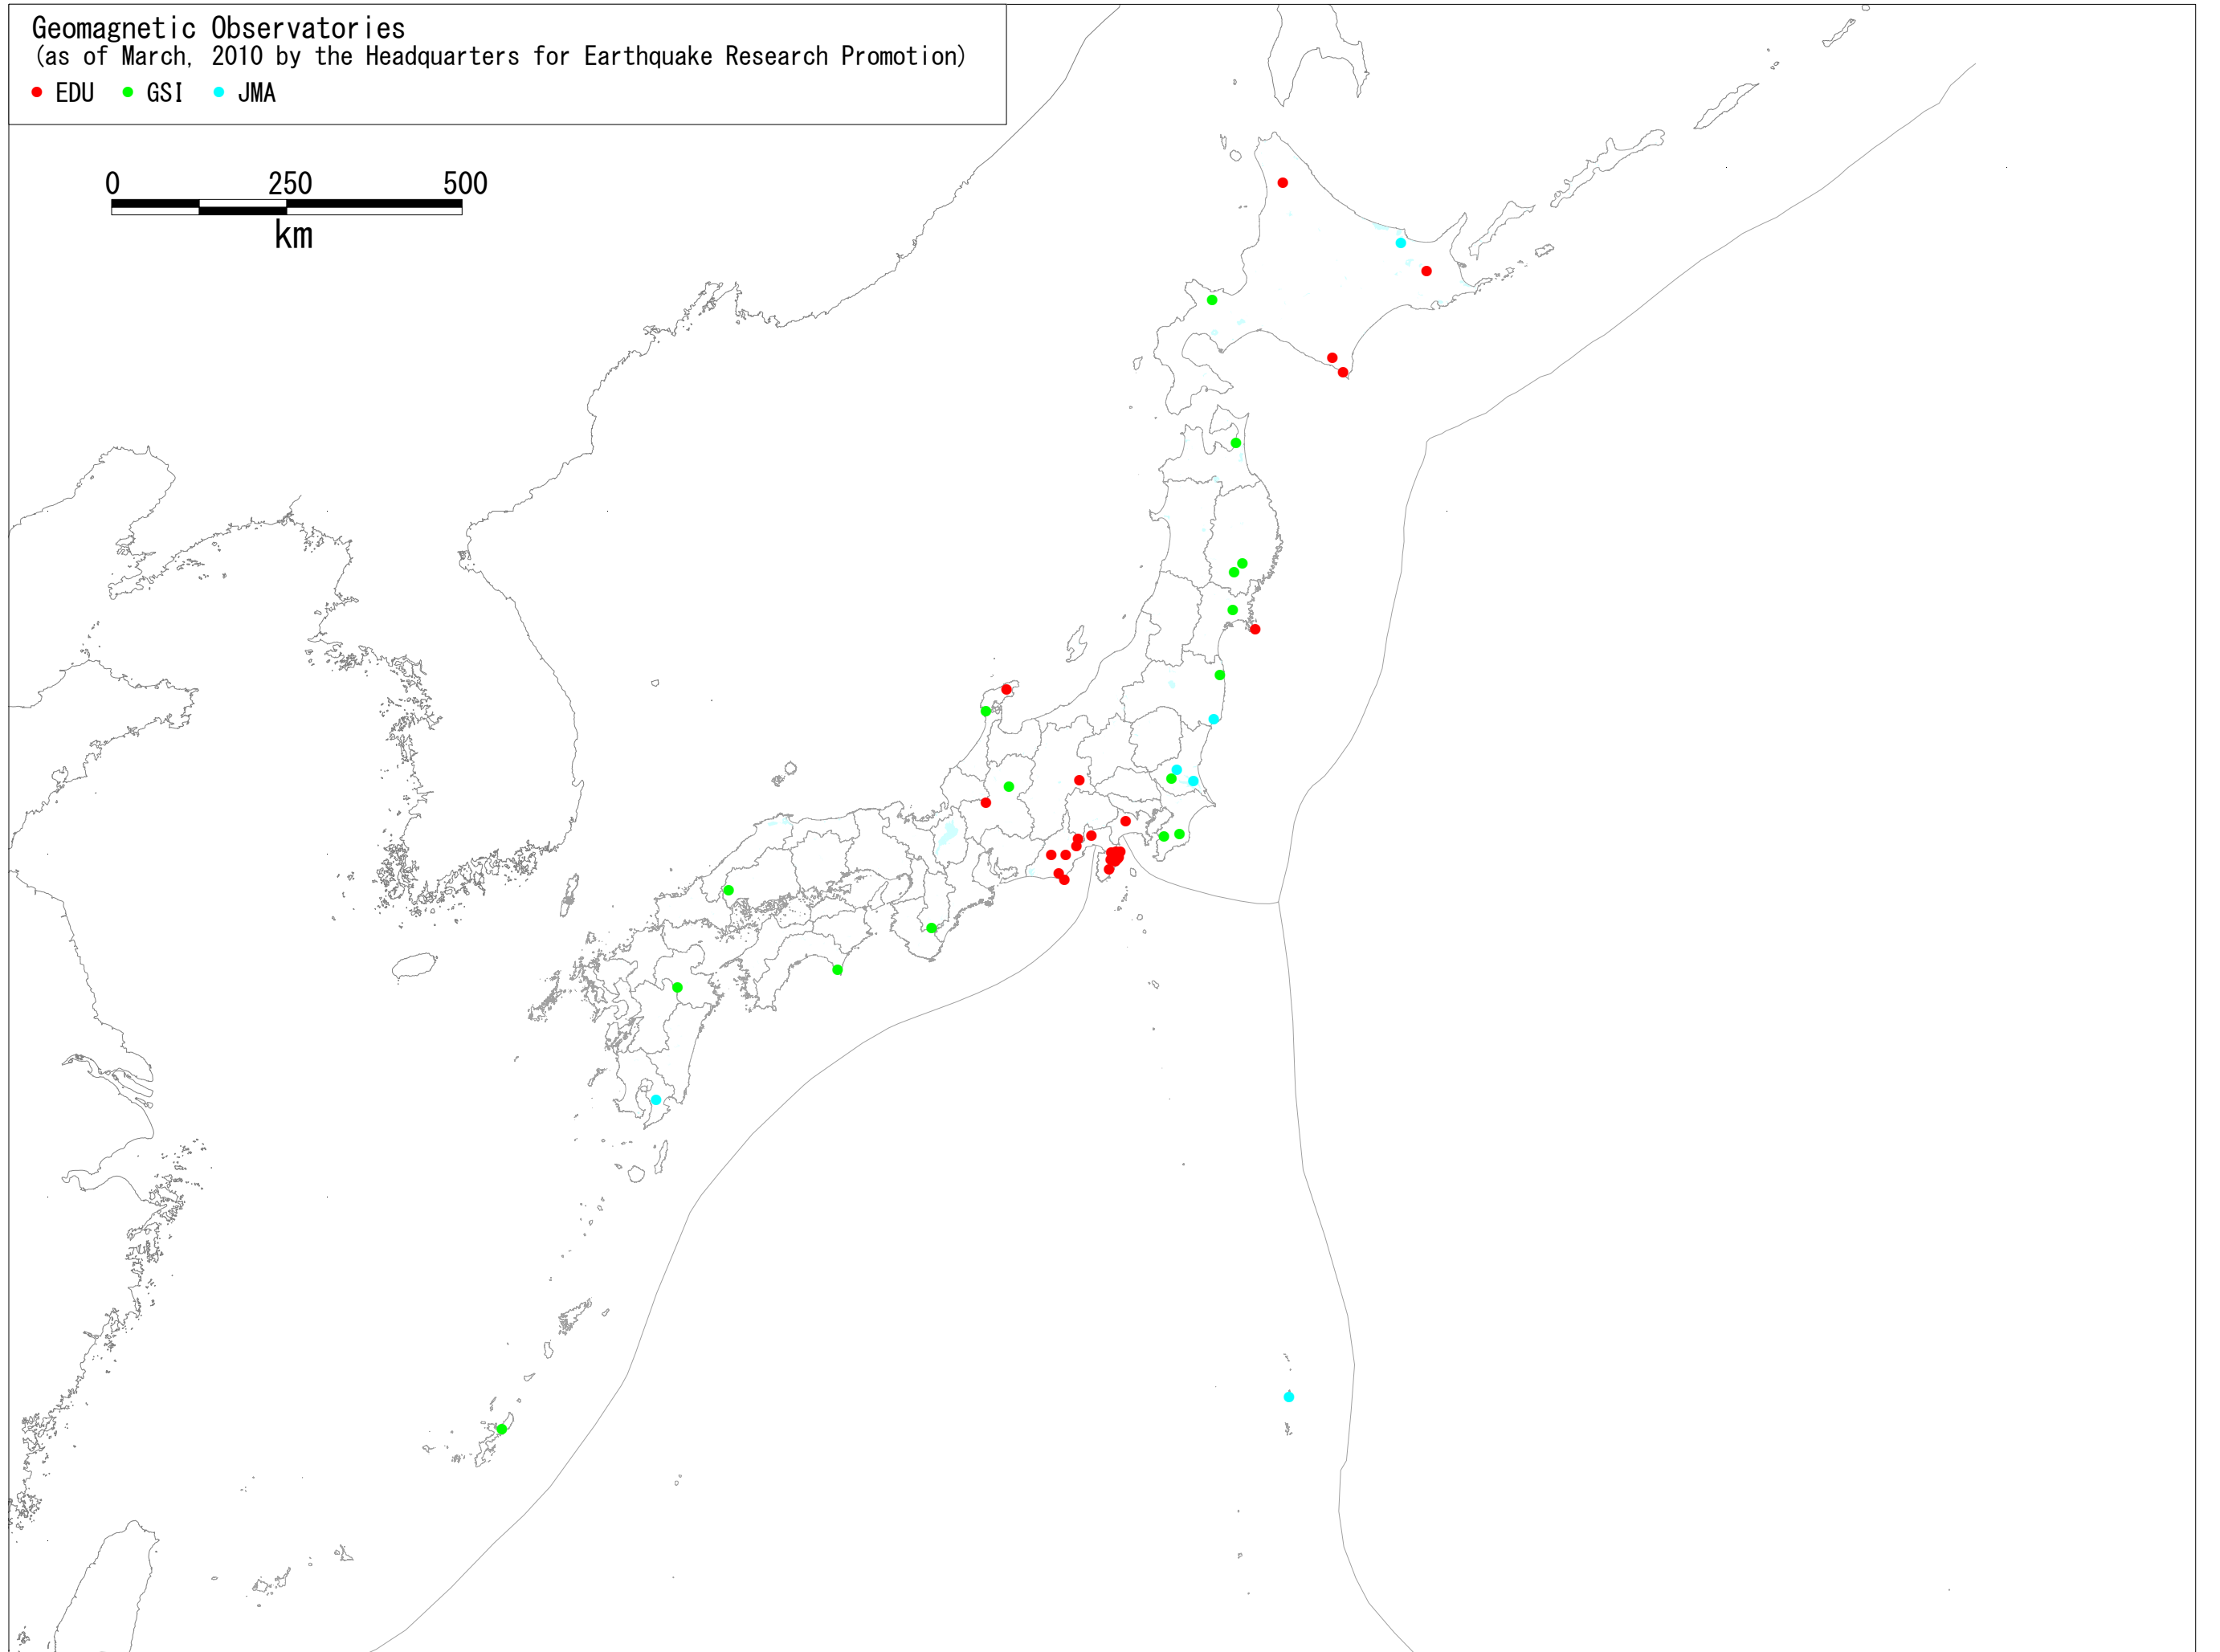 Geomagnetic Observatories
(as of March, 2010 by the Headquarters for Earthquake Research Promotion)
EDU GSI JMA
0 250 500
km